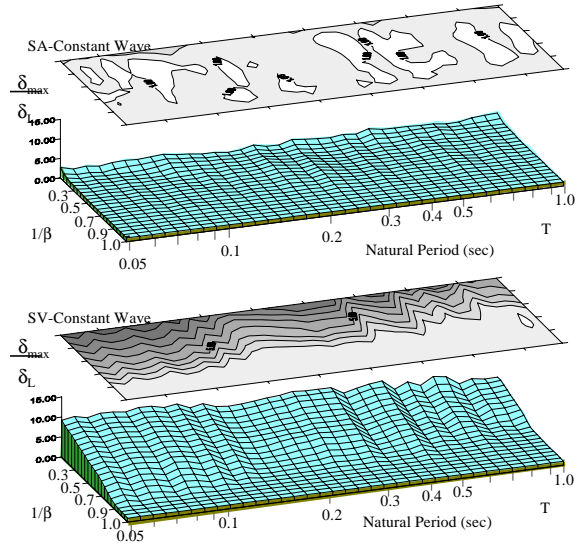 SA-Constant Wave
δmax
δL
15.00
10.00
5.00
0.00
0.3
0.5
0.7
0.9
1.0
1/β
0.05
0.1
0.2
0.3
0.4
0.5
1.0
Natural Period (sec)
T
SV-Constant Wave
δmax
δL
15.00
10.00
5.00
0.00
0.3
0.5
0.7
0.9
1.0
1/β
0.05
0.1
0.2
0.3
0.4
0.5
1.0
Natural Period (sec)
T